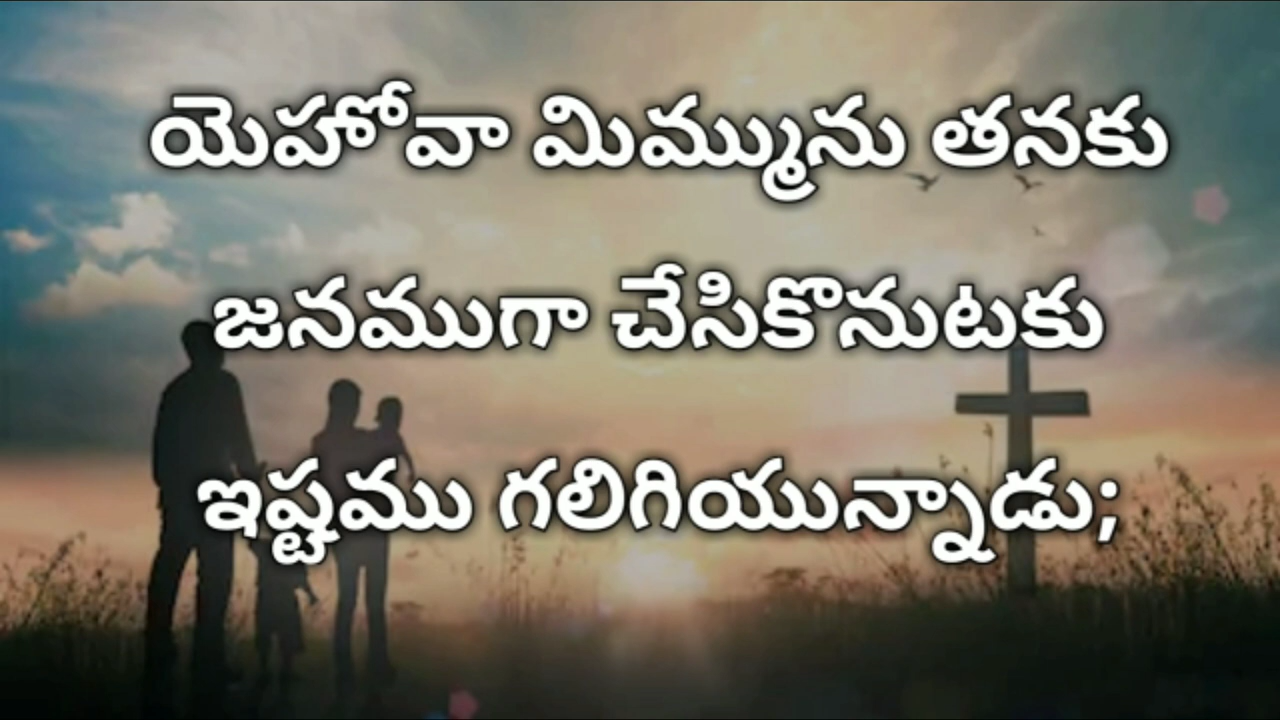 యెహోవా మిమ్మును తనకు
జనముగా చేసికొనుటకు
ఇష్టము గలిగియున్నాడు;